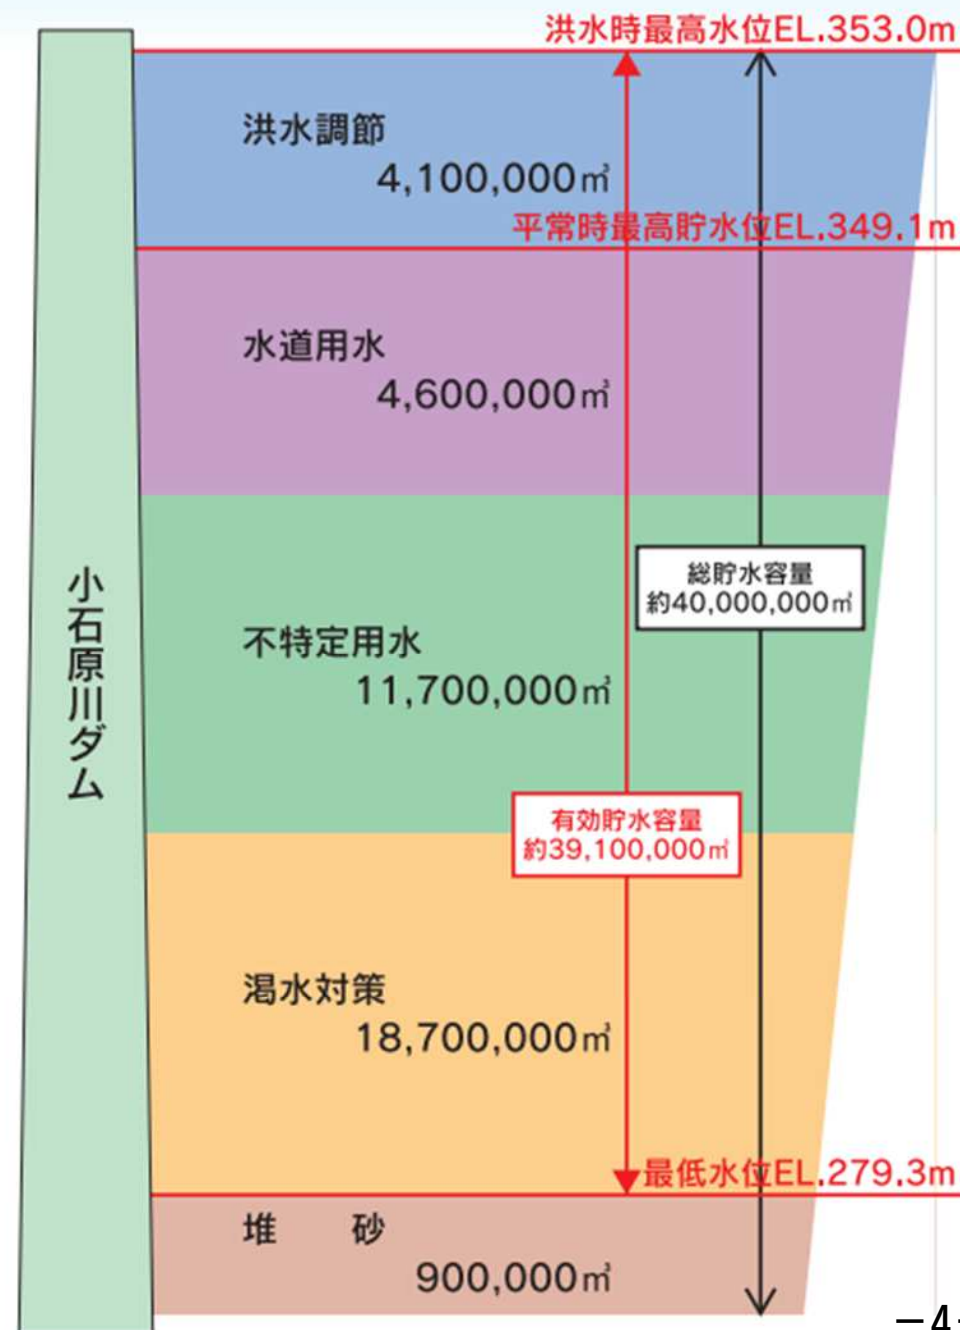 洪水時最高水位EL.353.0m
洪水調節
4,100,000㎥
平常時最高貯水位EL.349.1m
水道用水
4,600,000㎥
総貯水容量
約40,000,000㎥
小石原川ダム
不特定用水
11,700,000㎥
有効貯水容量
約39,100,000㎥
渇水対策
18,700,000㎥
最低水位EL.279.3m
堆　　砂
900,000㎥
－4-